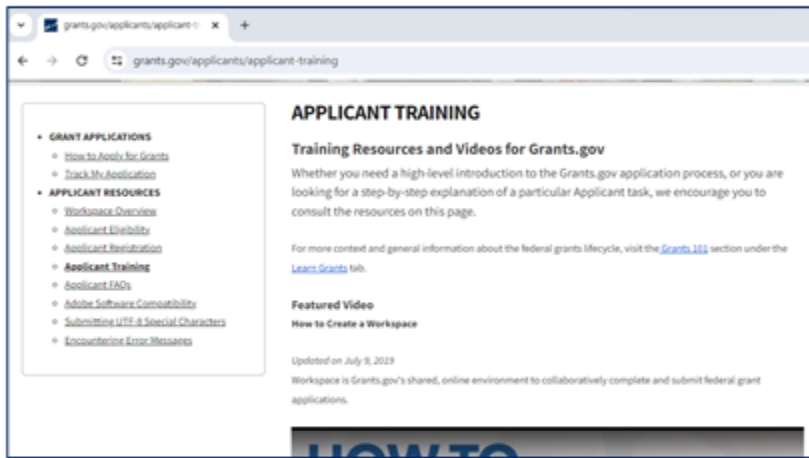 grants.gov/applicants/applicant-tr
grants.gov/applicants/applicant-training
GRANT APPLICATIONS
How to Apply for Grants
Track My Application
APPLICANT RESOURCES
Workspace Overview
Applicant Eligibility
Applicant Registration
Applicant Training
Applicant FAQs
Adobe Software Compatibility
Submitting UTF-8 Special Characters
Encountering Error Messages
APPLICANT TRAINING
Training Resources and Videos for Grants.gov
Whether you need a high-level introduction to the Grants.gov application process, or you are
looking for a step-by-step explanation of a particular Applicant task, we encourage you to
consult the resources on this page.
For more context and general information about the federal grants lifecycle, visit the Grants 101 section under the
Learn Grants tab.
Featured Video
How to Create a Workspace
Updated on July 9, 2019
Workspace is Grants.gov's shared, online environment to collaboratively complete and submit federal grant
applications.
HOW TO